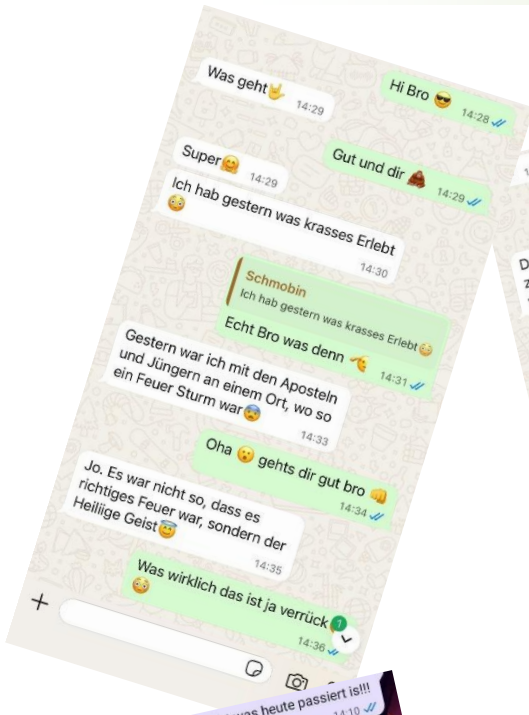 Hi Bro 😎
14:28
Was geht🤟
14:29
Gut und dir
14:29
Super🤗
14:29
Ich hab gestern was krasses Erlebt
😳
14:30
Schmobin
Ich hab gestern was krasses Erlebt😳
Echt Bro was denn 🫡
14:31
Gestern war ich mit den Aposteln
und Jüngern an einem Ort, wo so
ein Feuer Sturm war😨
14:33
Oha 😮 gehts dir gut bro 👊
14:34
Jo. Es war nicht so, dass es
richtiges Feuer war, sondern der
Heiliige Geist😇
14:35
Was wirklich das ist ja verrück
😳
1
14:36
was heute passiert is!!!
14:10
D